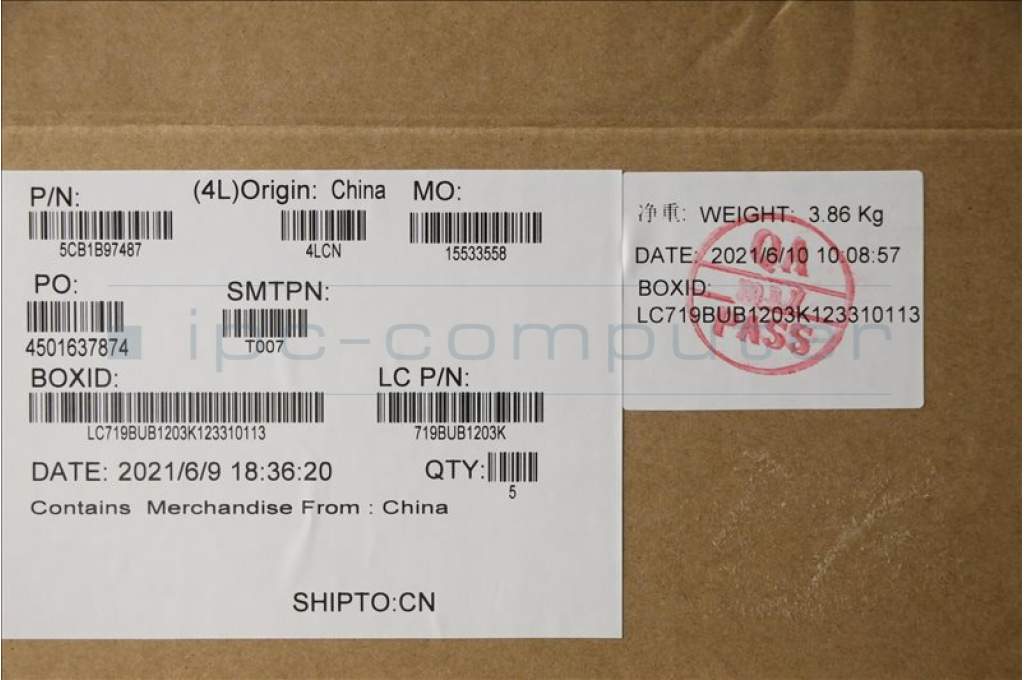 P/N: (4L)Origin: China MO:
5CB1B97487 4LCN 15533558
PO: SMTPN:
4501637874 T007
BOXID: LC P/N:
LC719BUB1203K123310113 719BUB1203K
DATE: 2021/6/9 18:36:20 QTY:
5
Contains Merchandise From : China
SHIPTO:CN
净重: WEIGHT: 3.86 Kg
DATE: 2021/6/10 10:08:57
BOXID:
LC719BUB1203K123310113
QA
PASS
ipc-computer